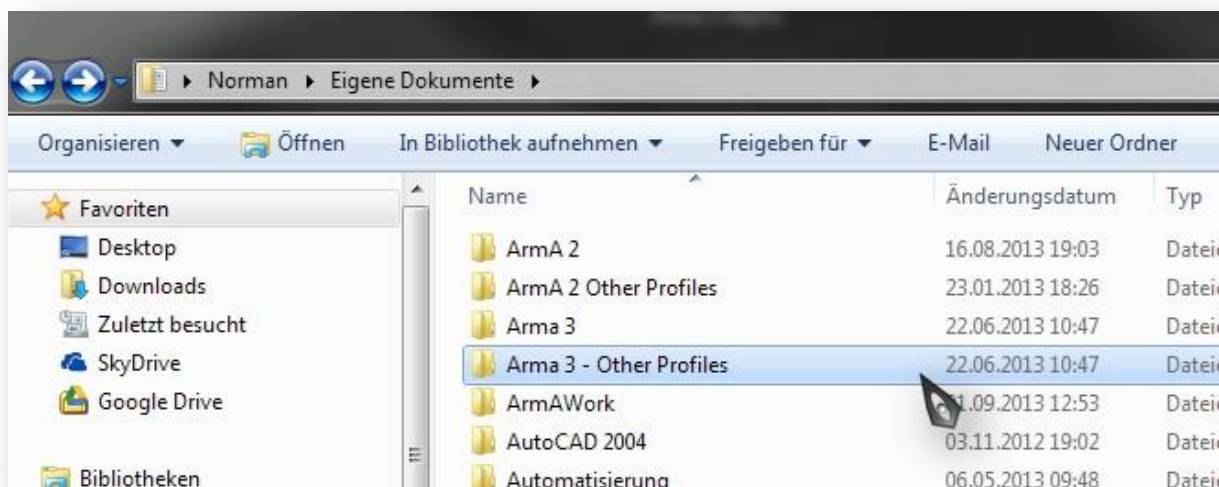 Norman Eigene Dokumente
Organisieren Öffnen In Bibliothek aufnehmen Freigeben für E-Mail Neuer Ordner
Name Änderungsdatum Typ
Favoriten
Desktop
Downloads
Zuletzt besucht
SkyDrive
Google Drive
Bibliotheken
ArmA 2 16.08.2013 19:03
ArmA 2 Other Profiles 23.01.2013 18:26
Arma 3 22.06.2013 10:47
Arma 3 - Other Profiles 22.06.2013 10:47
ArmAWork 12:53
AutoCAD 2004 03.11.2012 19:02
Automatisierung 06.05.2013 09:48